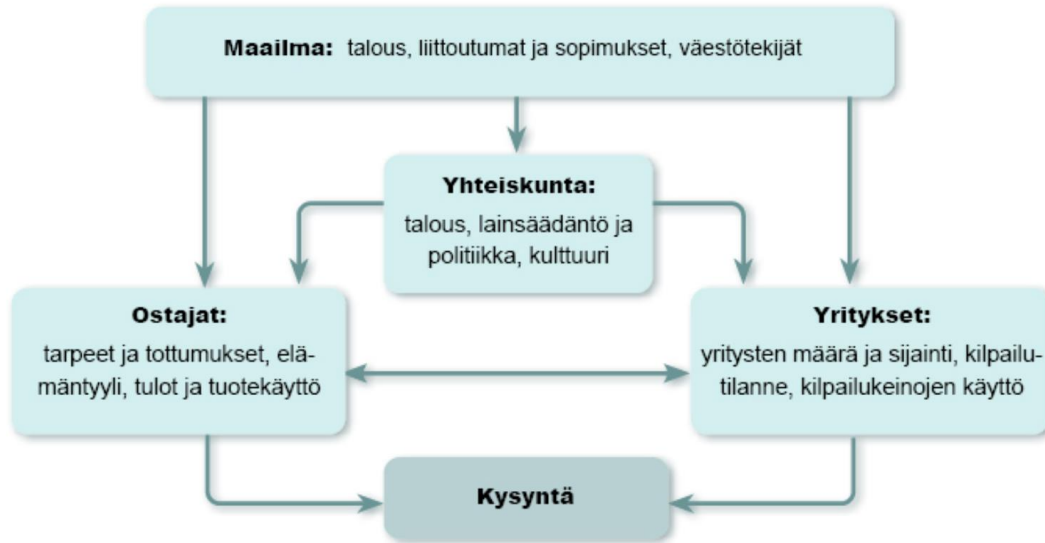 Maailma: talous, liittoutumat ja sopimukset, väestötekijät
Yhteiskunta:
talous, lainsäädäntö ja
politiikka, kulttuuri
Ostajat:
tarpeet ja tottumukset, elä-
mäntyyli, tulot ja tuotekäyttö
Yritykset:
yritysten määrä ja sijainti, kilpailu-
tilanne, kilpailukeinojen käyttö
Kysyntä